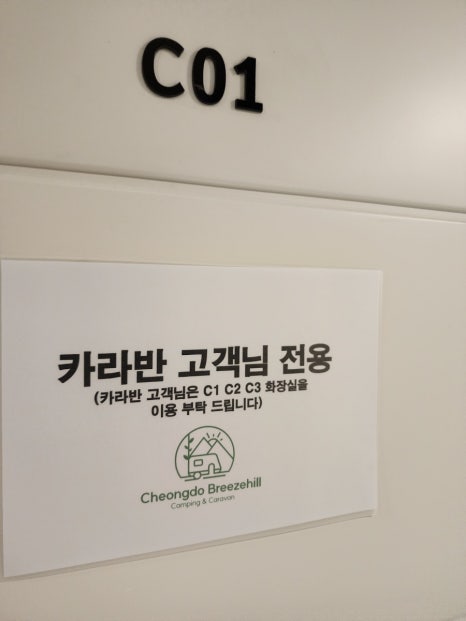 C01
카라반 고객님 전용
(카라반 고객님은 C1 C2 C3 화장실을
이용 부탁 드립니다)
Cheongdo Breezehill
Camping & Caravan